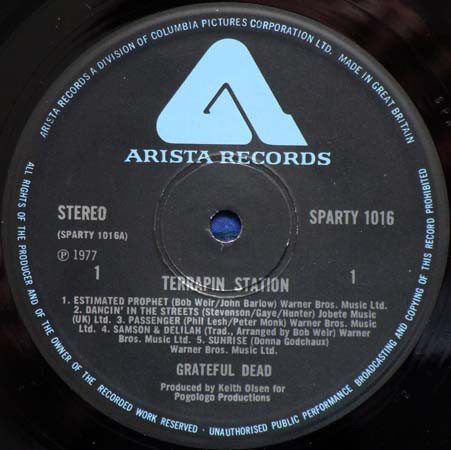 ARISTA RECORDS A DIVISION OF COLUMBIA PICTURES CORPORATION LTD. MADE IN GREAT BRITAIN
ARISTA RECORDS
STEREO
SPARTY 1016
(SPARTY 1016A)
Ⓟ 1977
1
TERRAPIN STATION
1
1. ESTIMATED PROPHET (Bob Weir/John Barlow) Warner Bros. Music Ltd.
2. DANCIN' IN THE STREETS (Stevenson/Gaye/Hunter) Jobete Music
(UK) Ltd. 3. PASSENGER (Phil Lesh/Peter Monk) Warner Bros. Music
Ltd. 4. SAMSON & DELILAH (Trad., Arranged by Bob Weir) Warner
Bros. Music Ltd. 5. SUNRISE (Donna Godchaux)
Warner Bros. Music Ltd.
GRATEFUL DEAD
Produced by Keith Olsen for
Pogologo Productions
ALL RIGHTS OF THE PRODUCER AND OF THE OWNER OF THE RECORDED WORK RESERVED - UNAUTHORISED PUBLIC PERFORMANCE BROADCASTING AND COPYING OF THIS RECORD PROHIBITED